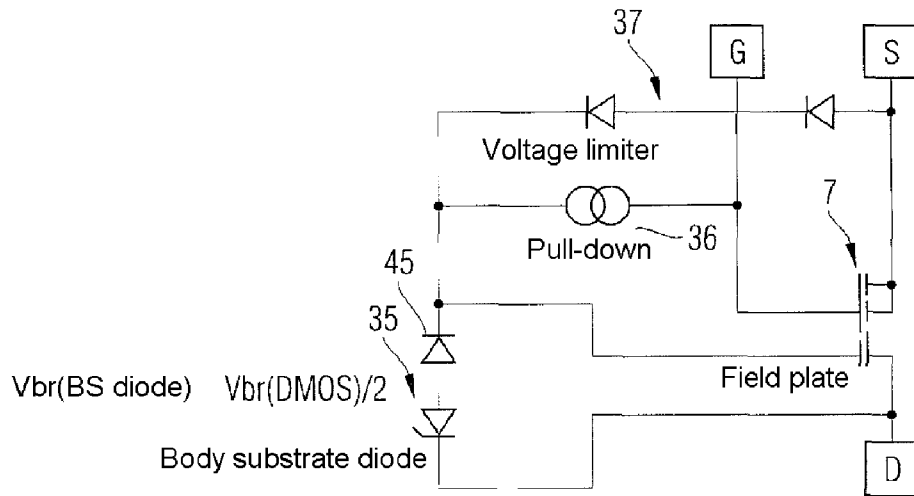 37
G
S
Voltage limiter
7
36
Pull-down
45
35
Vbr(BS diode) Vbr(DMOS)/2
Field plate
Body substrate diode
D